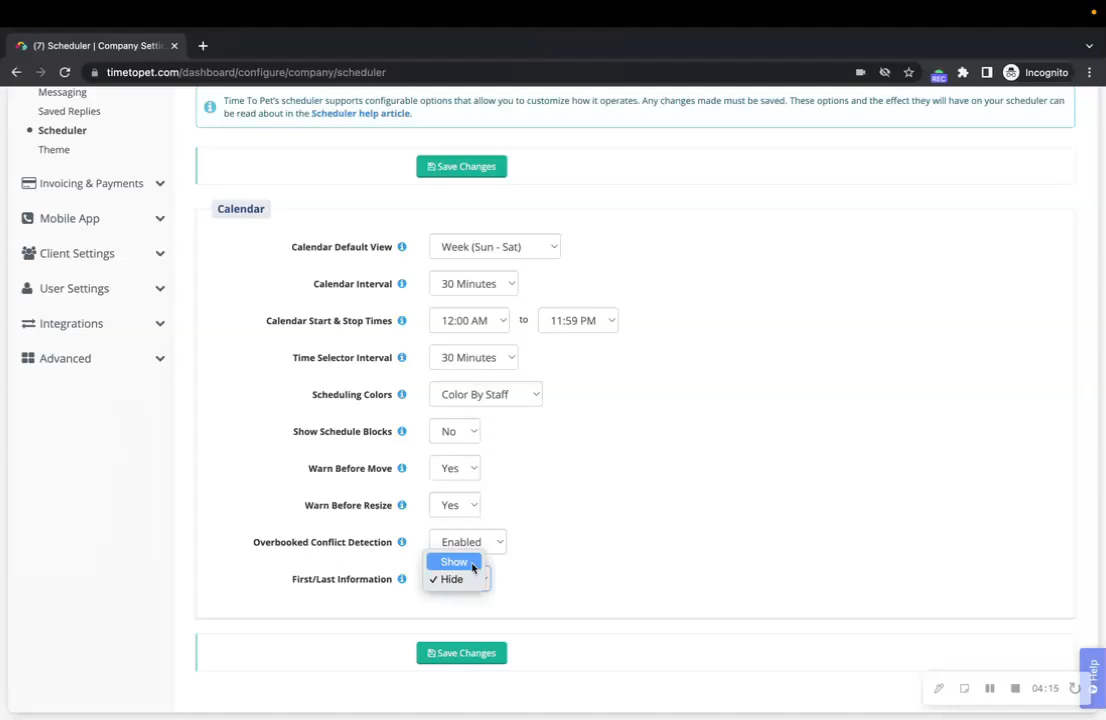 (7) Scheduler | Company Setti
timetopet.com/dashboard/configure/company/scheduler
REC
Incognito
Messaging
Saved Replies
Scheduler
Theme
Invoicing & Payments
Mobile App
Client Settings
User Settings
Integrations
Advanced
Time To Pet's scheduler supports configurable options that allow you to customize how it operates. Any changes made must be saved. These options and the effect they will have on your scheduler can
be read about in the Scheduler help article.
Save Changes
Calendar
Calendar Default View Week (Sun - Sat)
Calendar Interval 30 Minutes
Calendar Start & Stop Times 12:00 AM to 11:59 PM
Time Selector Interval 30 Minutes
Scheduling Colors Color By Staff
Show Schedule Blocks No
Warn Before Move Yes
Warn Before Resize Yes
Overbooked Conflict Detection Enabled
Show
First/Last Information Hide
Save Changes
Help
04:15